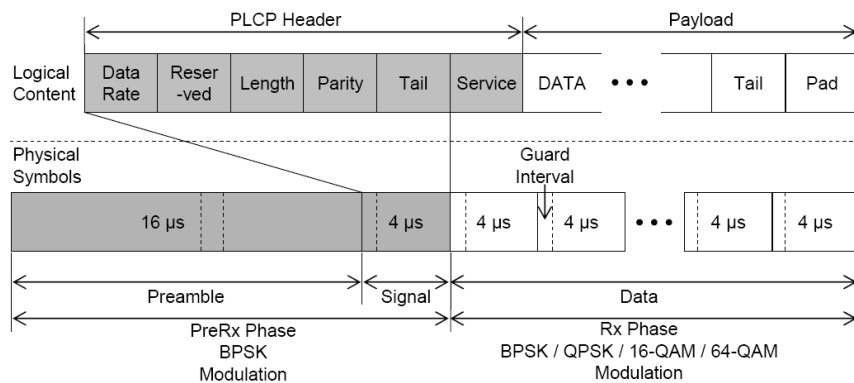 PLCP Header
Payload
Logical Content
Data Rate
Reser-ved
Length
Parity
Tail
Service
DATA
• • •
Tail
Pad
Physical Symbols
Guard Interval
16 µs
4 µs
4 µs
4 µs
• • •
4 µs
4 µs
Preamble
Signal
Data
PreRx Phase
BPSK
Modulation
Rx Phase
BPSK / QPSK / 16-QAM / 64-QAM
Modulation